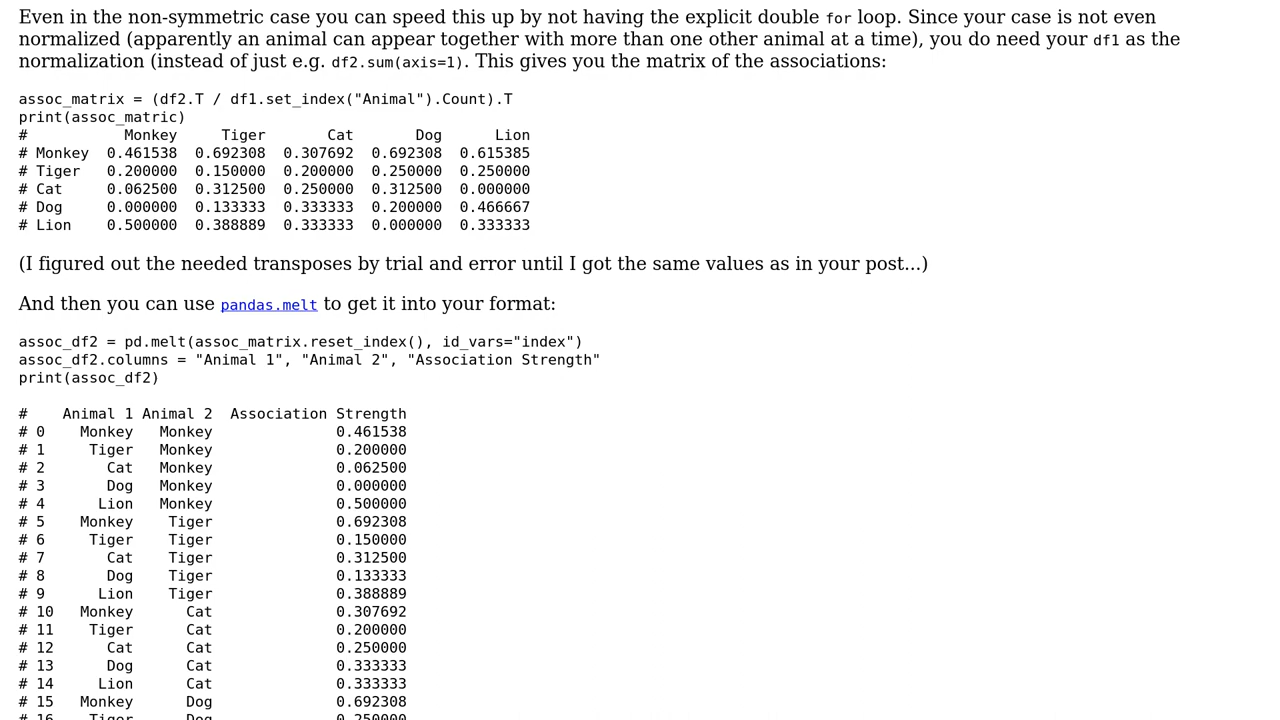 Even in the non-symmetric case you can speed this up by not having the explicit double for loop. Since your case is not even
normalized (apparently an animal can appear together with more than one other animal at a time), you do need your df1 as the
normalization (instead of just e.g. df2.sum(axis=1). This gives you the matrix of the associations:
assoc_matrix = (df2.T / df1.set_index("Animal").Count).T
print(assoc_matric)
#           Monkey     Tiger       Cat       Dog      Lion
# Monkey  0.461538  0.692308  0.307692  0.692308  0.615385
# Tiger   0.200000  0.150000  0.200000  0.250000  0.250000
# Cat     0.062500  0.312500  0.250000  0.312500  0.000000
# Dog     0.000000  0.133333  0.333333  0.200000  0.466667
# Lion    0.500000  0.388889  0.333333  0.000000  0.333333
(I figured out the needed transposes by trial and error until I got the same values as in your post...)
And then you can use pandas.melt to get it into your format:
assoc_df2 = pd.melt(assoc_matrix.reset_index(), id_vars="index")
assoc_df2.columns = "Animal 1", "Animal 2", "Association Strength"
print(assoc_df2)
#    Animal 1 Animal 2  Association Strength
# 0    Monkey   Monkey              0.461538
# 1     Tiger   Monkey              0.200000
# 2       Cat   Monkey              0.062500
# 3       Dog   Monkey              0.000000
# 4      Lion   Monkey              0.500000
# 5    Monkey    Tiger              0.692308
# 6     Tiger    Tiger              0.150000
# 7       Cat    Tiger              0.312500
# 8       Dog    Tiger              0.133333
# 9      Lion    Tiger              0.388889
# 10   Monkey      Cat              0.307692
# 11    Tiger      Cat              0.200000
# 12      Cat      Cat              0.250000
# 13      Dog      Cat              0.333333
# 14     Lion      Cat              0.333333
# 15   Monkey      Dog              0.692308
# 16    Tiger      Dog              0.250000